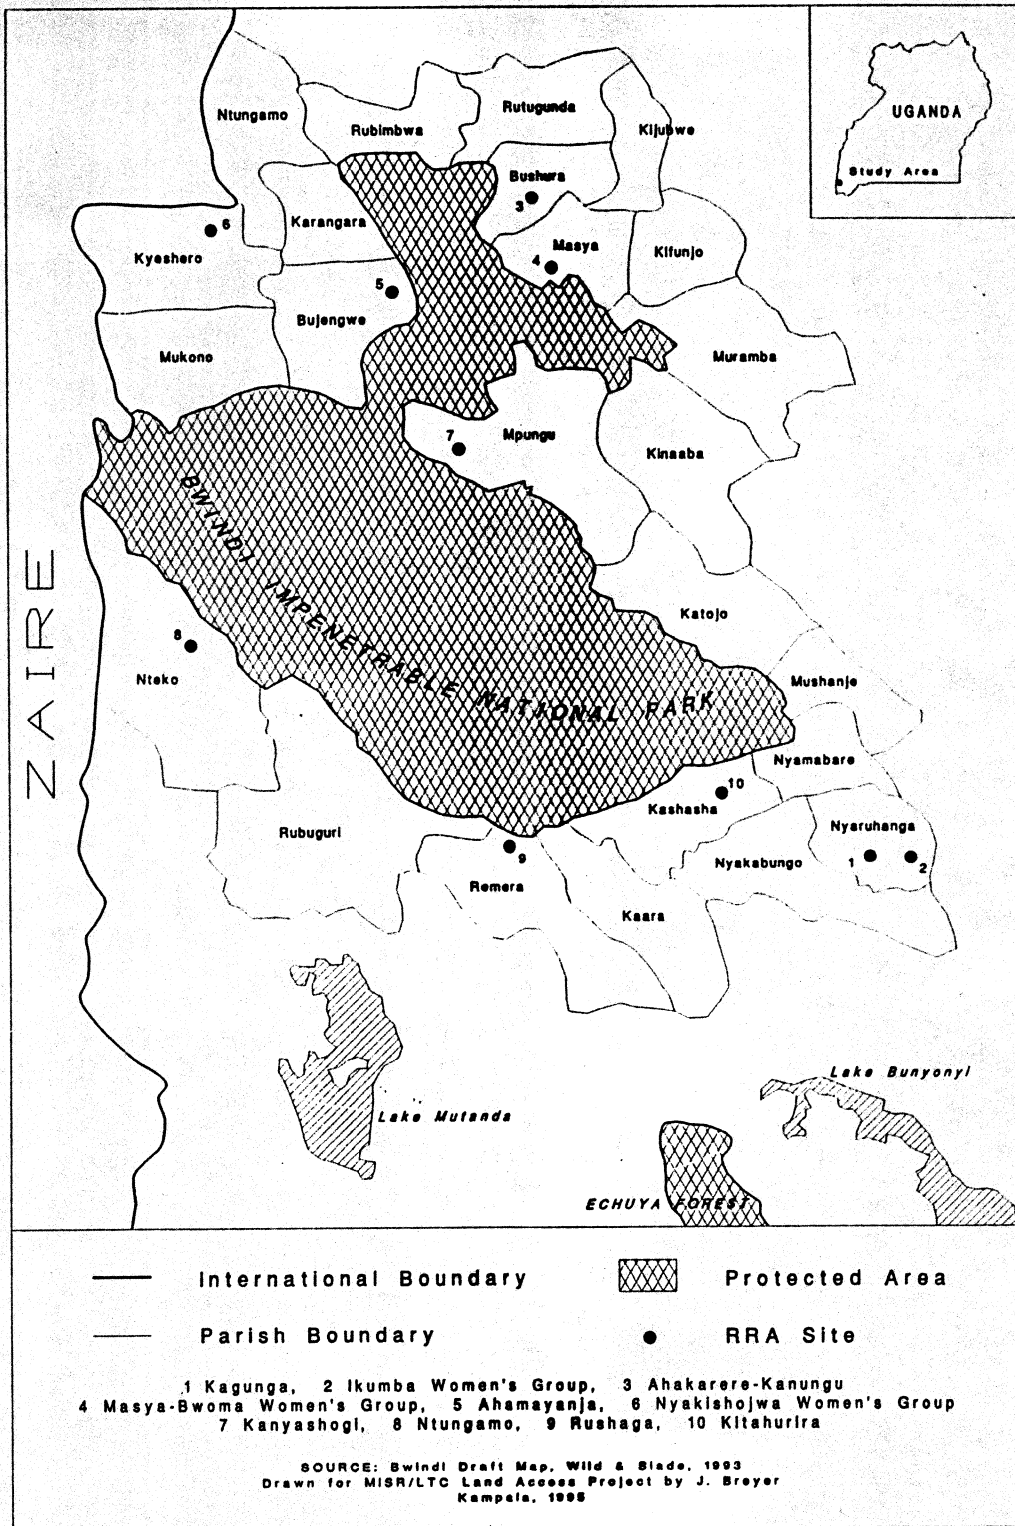 UGANDA
Study Area
Ntungamo
Rubimbwa
Rutugunda
Kijubwe
Bushura
3
Karangara
6
Kyeshero
Masya
4
Kifunjo
5
Bujengwe
Mukono
Muramba
7
Mpungu
Kinaaba
BWINDI IMPENETRABLE NATIONAL PARK
ZAIRE
Katojo
8
Nteko
Mushanje
Nyamabare
10
Kashasha
Rubuguri
Nyaruhanga
1
2
9
Nyakabungo
Remera
Kaara
Lake Bunyonyi
Lake Mutanda
ECHUYA FOREST
International Boundary
Protected Area
Parish Boundary
RRA Site
1 Kagunga, 2 Ikumba Women's Group, 3 Ahakarere-Kanungu
4 Masya-Bwoma Women's Group, 5 Ahamayanja, 6 Nyakishojwa Women's Group
7 Kanyashogi, 8 Ntungamo, 9 Rushaga, 10 Kitahurira
SOURCE: Bwindi Draft Map, Wild & Slade, 1993
Drawn for MISR/LTC Land Access Project by J. Breyer
Kampala, 1995